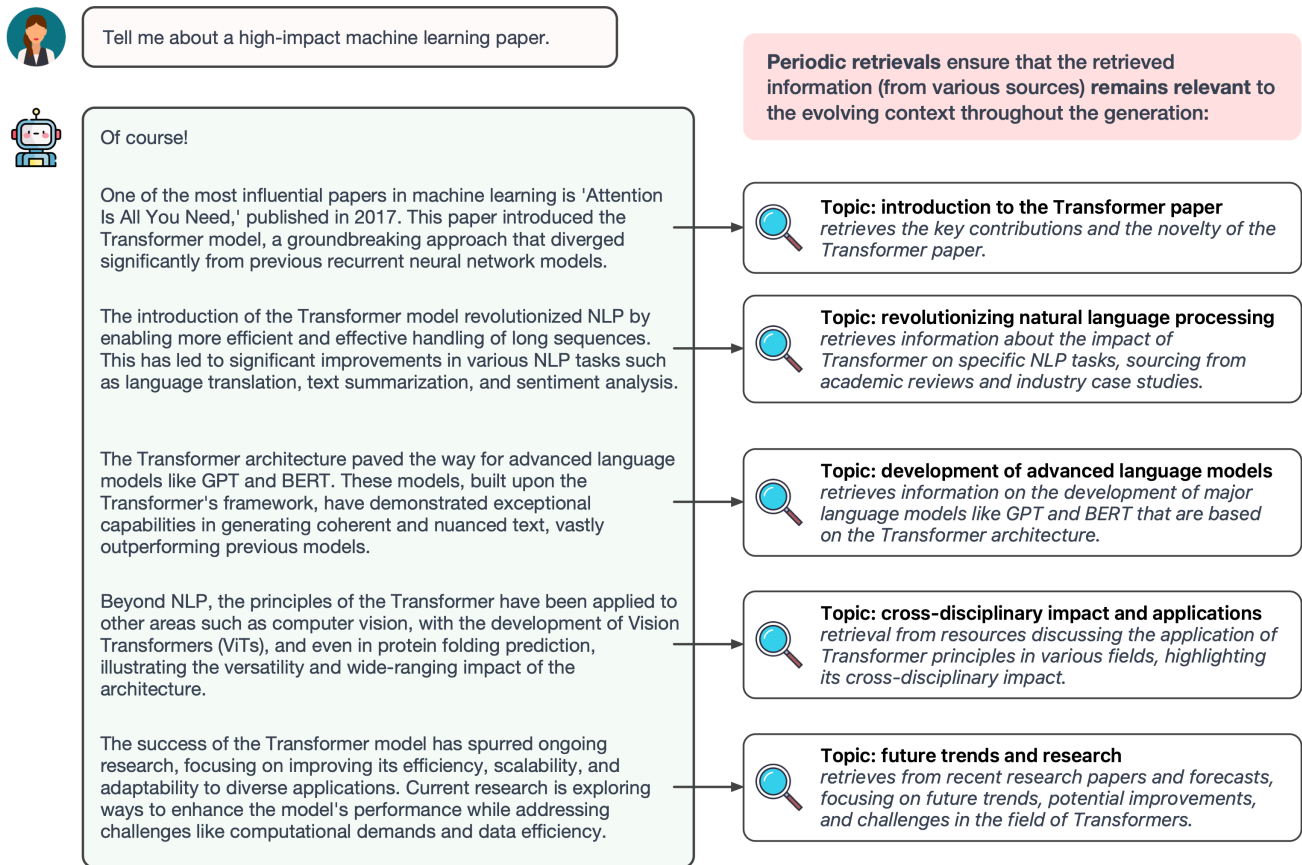 Tell me about a high-impact machine learning paper.
Periodic retrievals ensure that the retrieved
information (from various sources) remains relevant to
the evolving context throughout the generation:
Of course!
One of the most influential papers in machine learning is 'Attention
Is All You Need,' published in 2017. This paper introduced the
Transformer model, a groundbreaking approach that diverged
significantly from previous recurrent neural network models.
Topic: introduction to the Transformer paper
retrieves the key contributions and the novelty of the
Transformer paper.
The introduction of the Transformer model revolutionized NLP by
enabling more efficient and effective handling of long sequences.
This has led to significant improvements in various NLP tasks such
as language translation, text summarization, and sentiment analysis.
Topic: revolutionizing natural language processing
retrieves information about the impact of
Transformer on specific NLP tasks, sourcing from
academic reviews and industry case studies.
The Transformer architecture paved the way for advanced language
models like GPT and BERT. These models, built upon the
Transformer's framework, have demonstrated exceptional
capabilities in generating coherent and nuanced text, vastly
outperforming previous models.
Topic: development of advanced language models
retrieves information on the development of major
language models like GPT and BERT that are based
on the Transformer architecture.
Beyond NLP, the principles of the Transformer have been applied to
other areas such as computer vision, with the development of Vision
Transformers (ViTs), and even in protein folding prediction,
illustrating the versatility and wide-ranging impact of the
architecture.
Topic: cross-disciplinary impact and applications
retrieval from resources discussing the application of
Transformer principles in various fields, highlighting
its cross-disciplinary impact.
The success of the Transformer model has spurred ongoing
research, focusing on improving its efficiency, scalability, and
adaptability to diverse applications. Current research is exploring
ways to enhance the model's performance while addressing
challenges like computational demands and data efficiency.
Topic: future trends and research
retrieves from recent research papers and forecasts,
focusing on future trends, potential improvements,
and challenges in the field of Transformers.